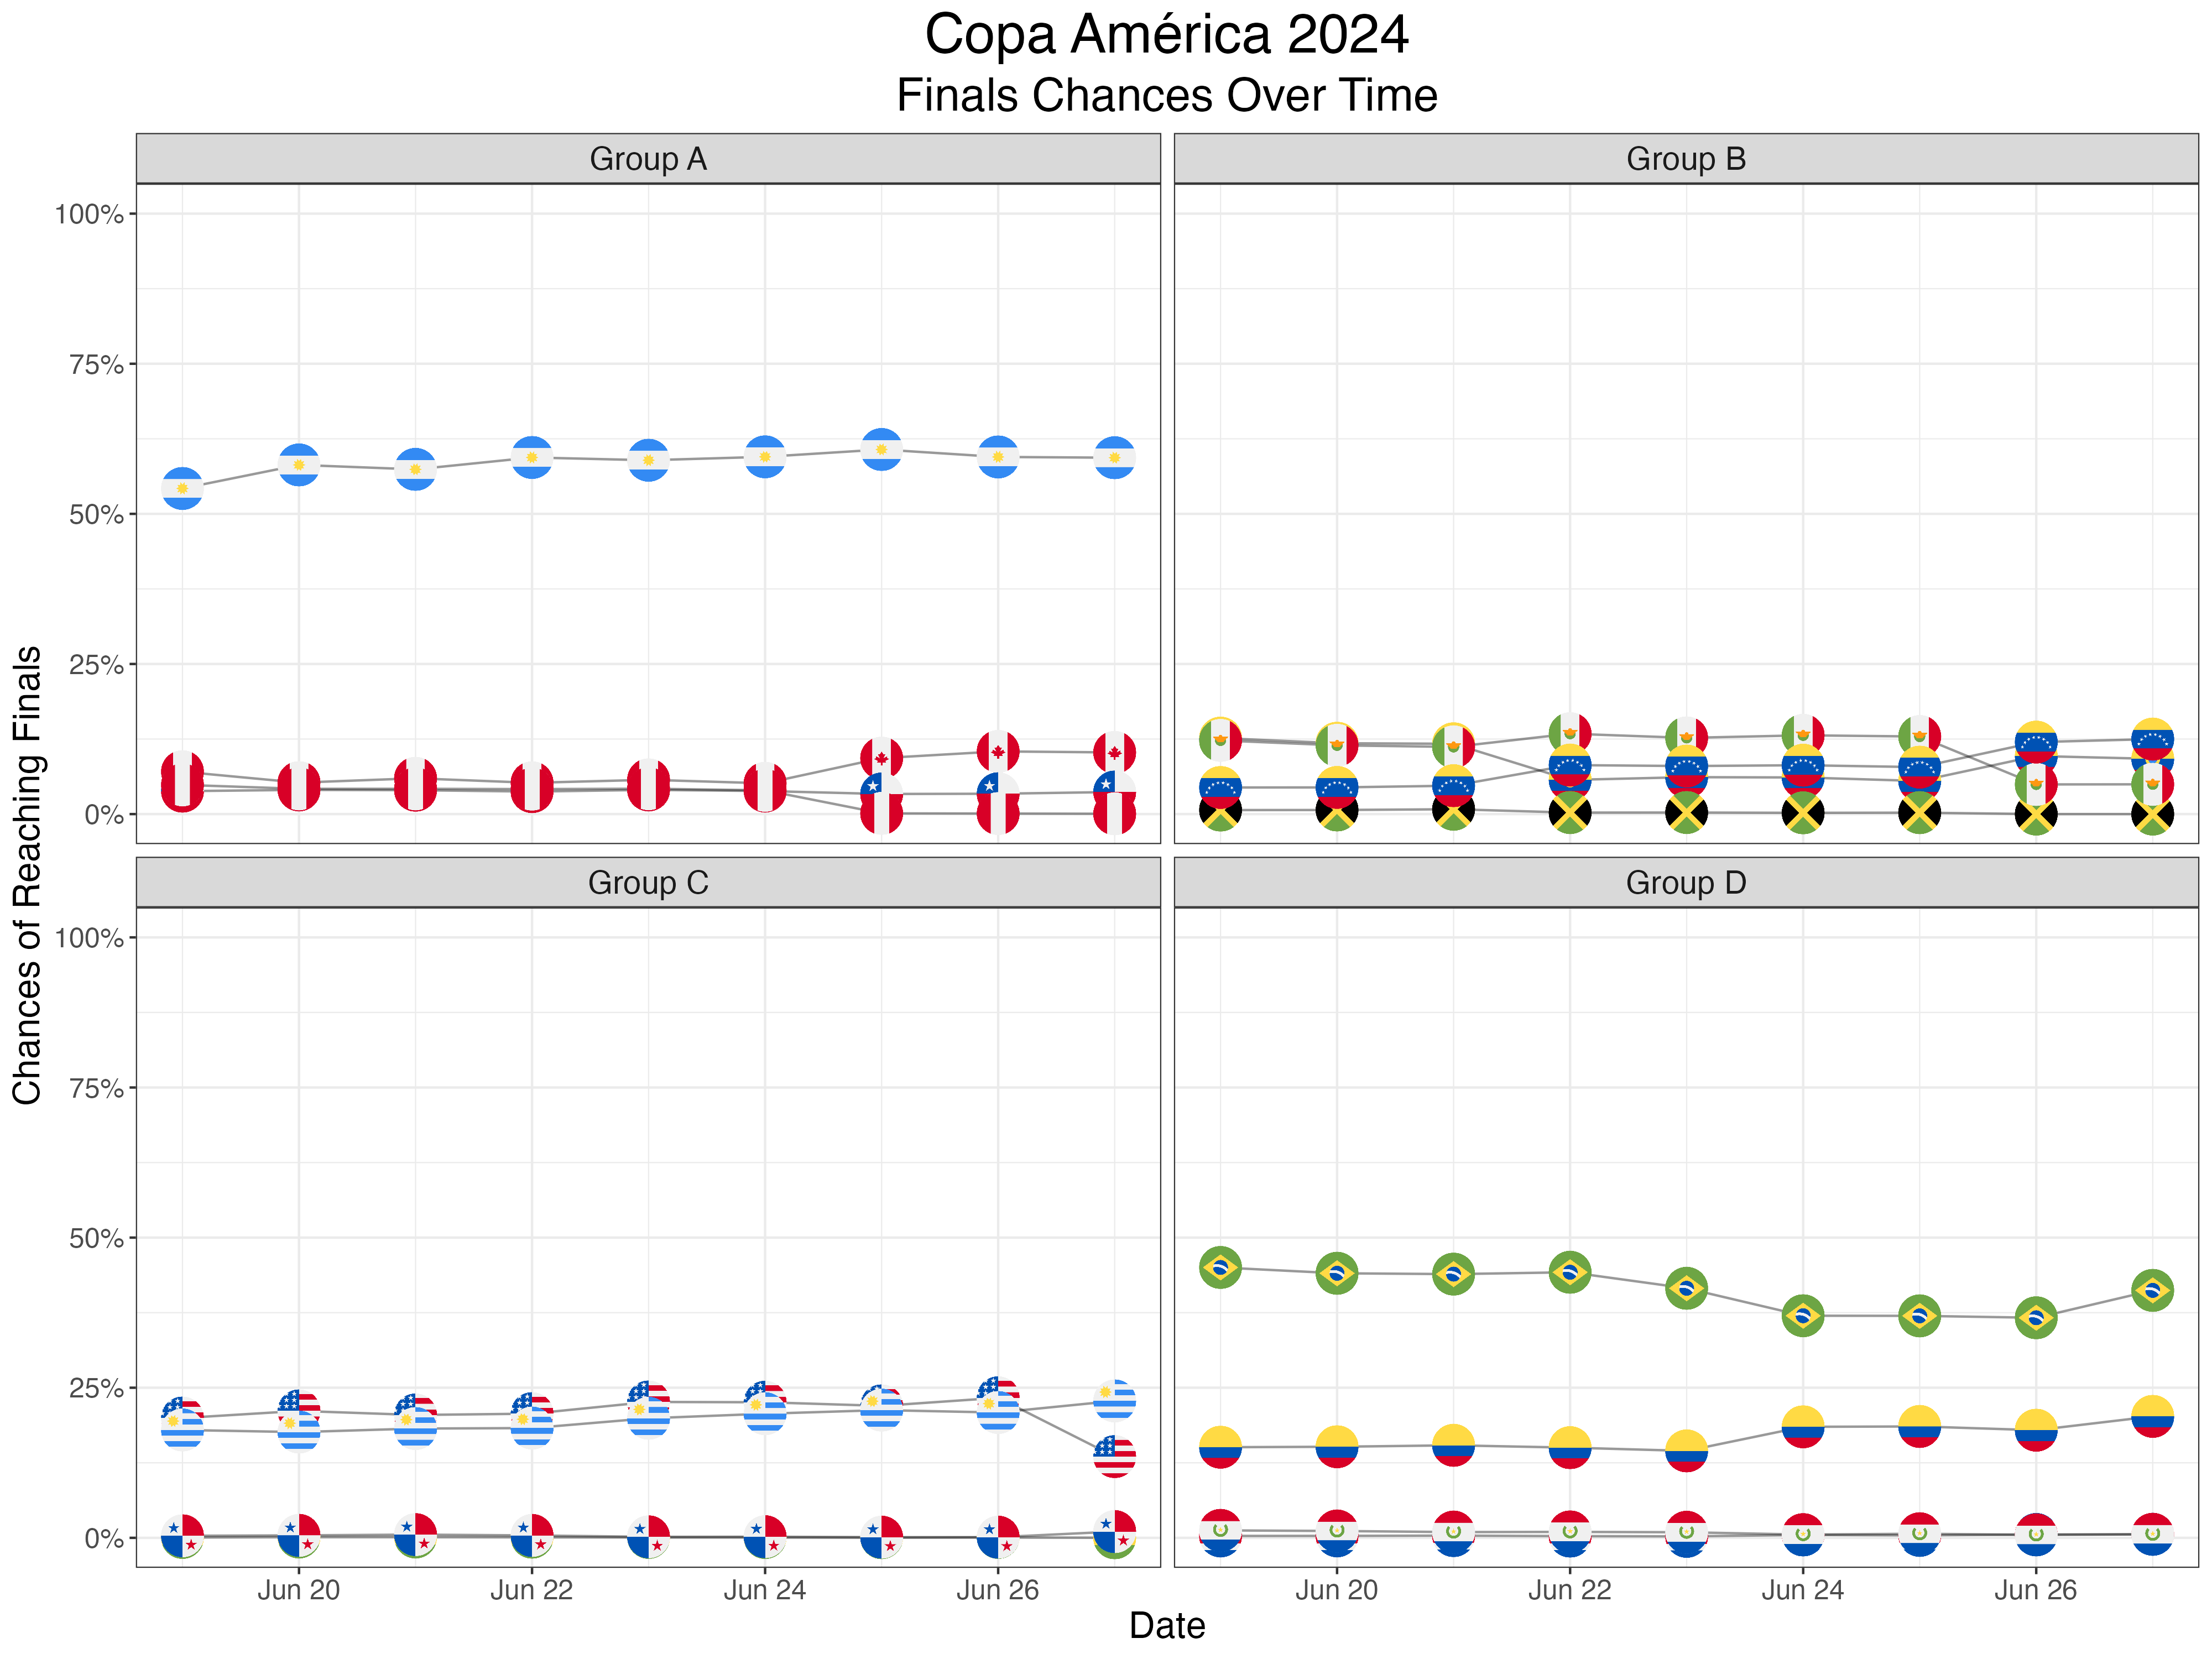 Copa América 2024
Finals Chances Over Time
Group A
Group B
100%
75%
50%
25%
0%
Group C
Group D
100%
75%
50%
25%
0%
Jun 20
Jun 22
Jun 24
Jun 26
Jun 20
Jun 22
Jun 24
Jun 26
Date
Chances of Reaching Finals